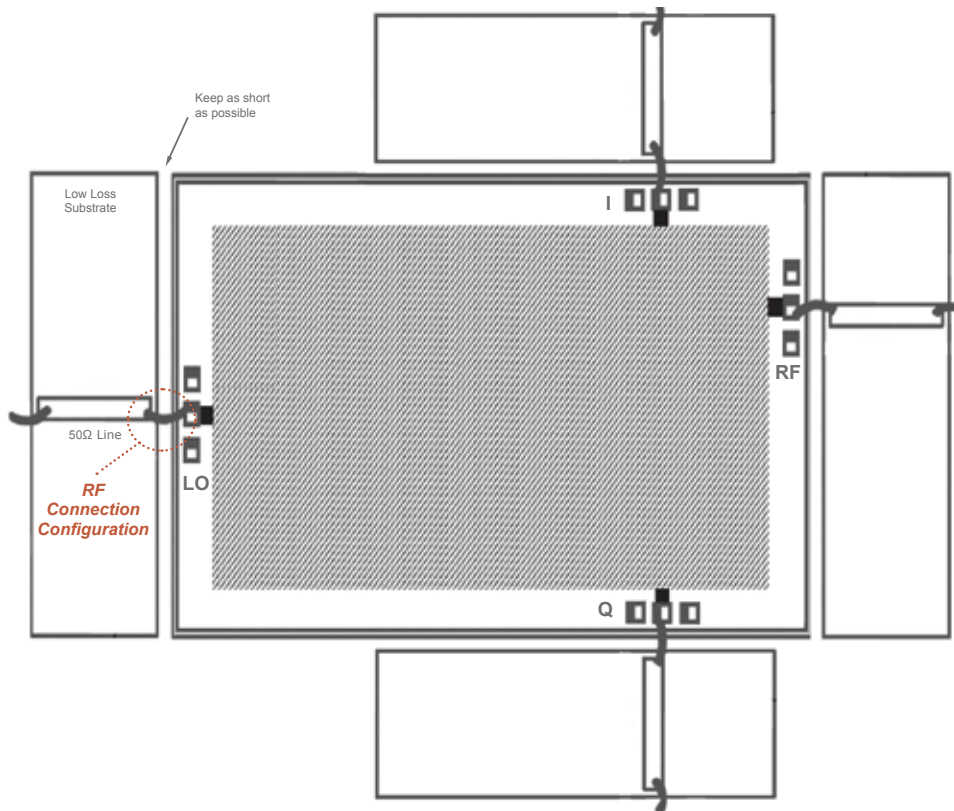 Keep as short
as possible
Low Loss
Substrate
I
RF
50Ω Line
LO
RF
Connection
Configuration
Q